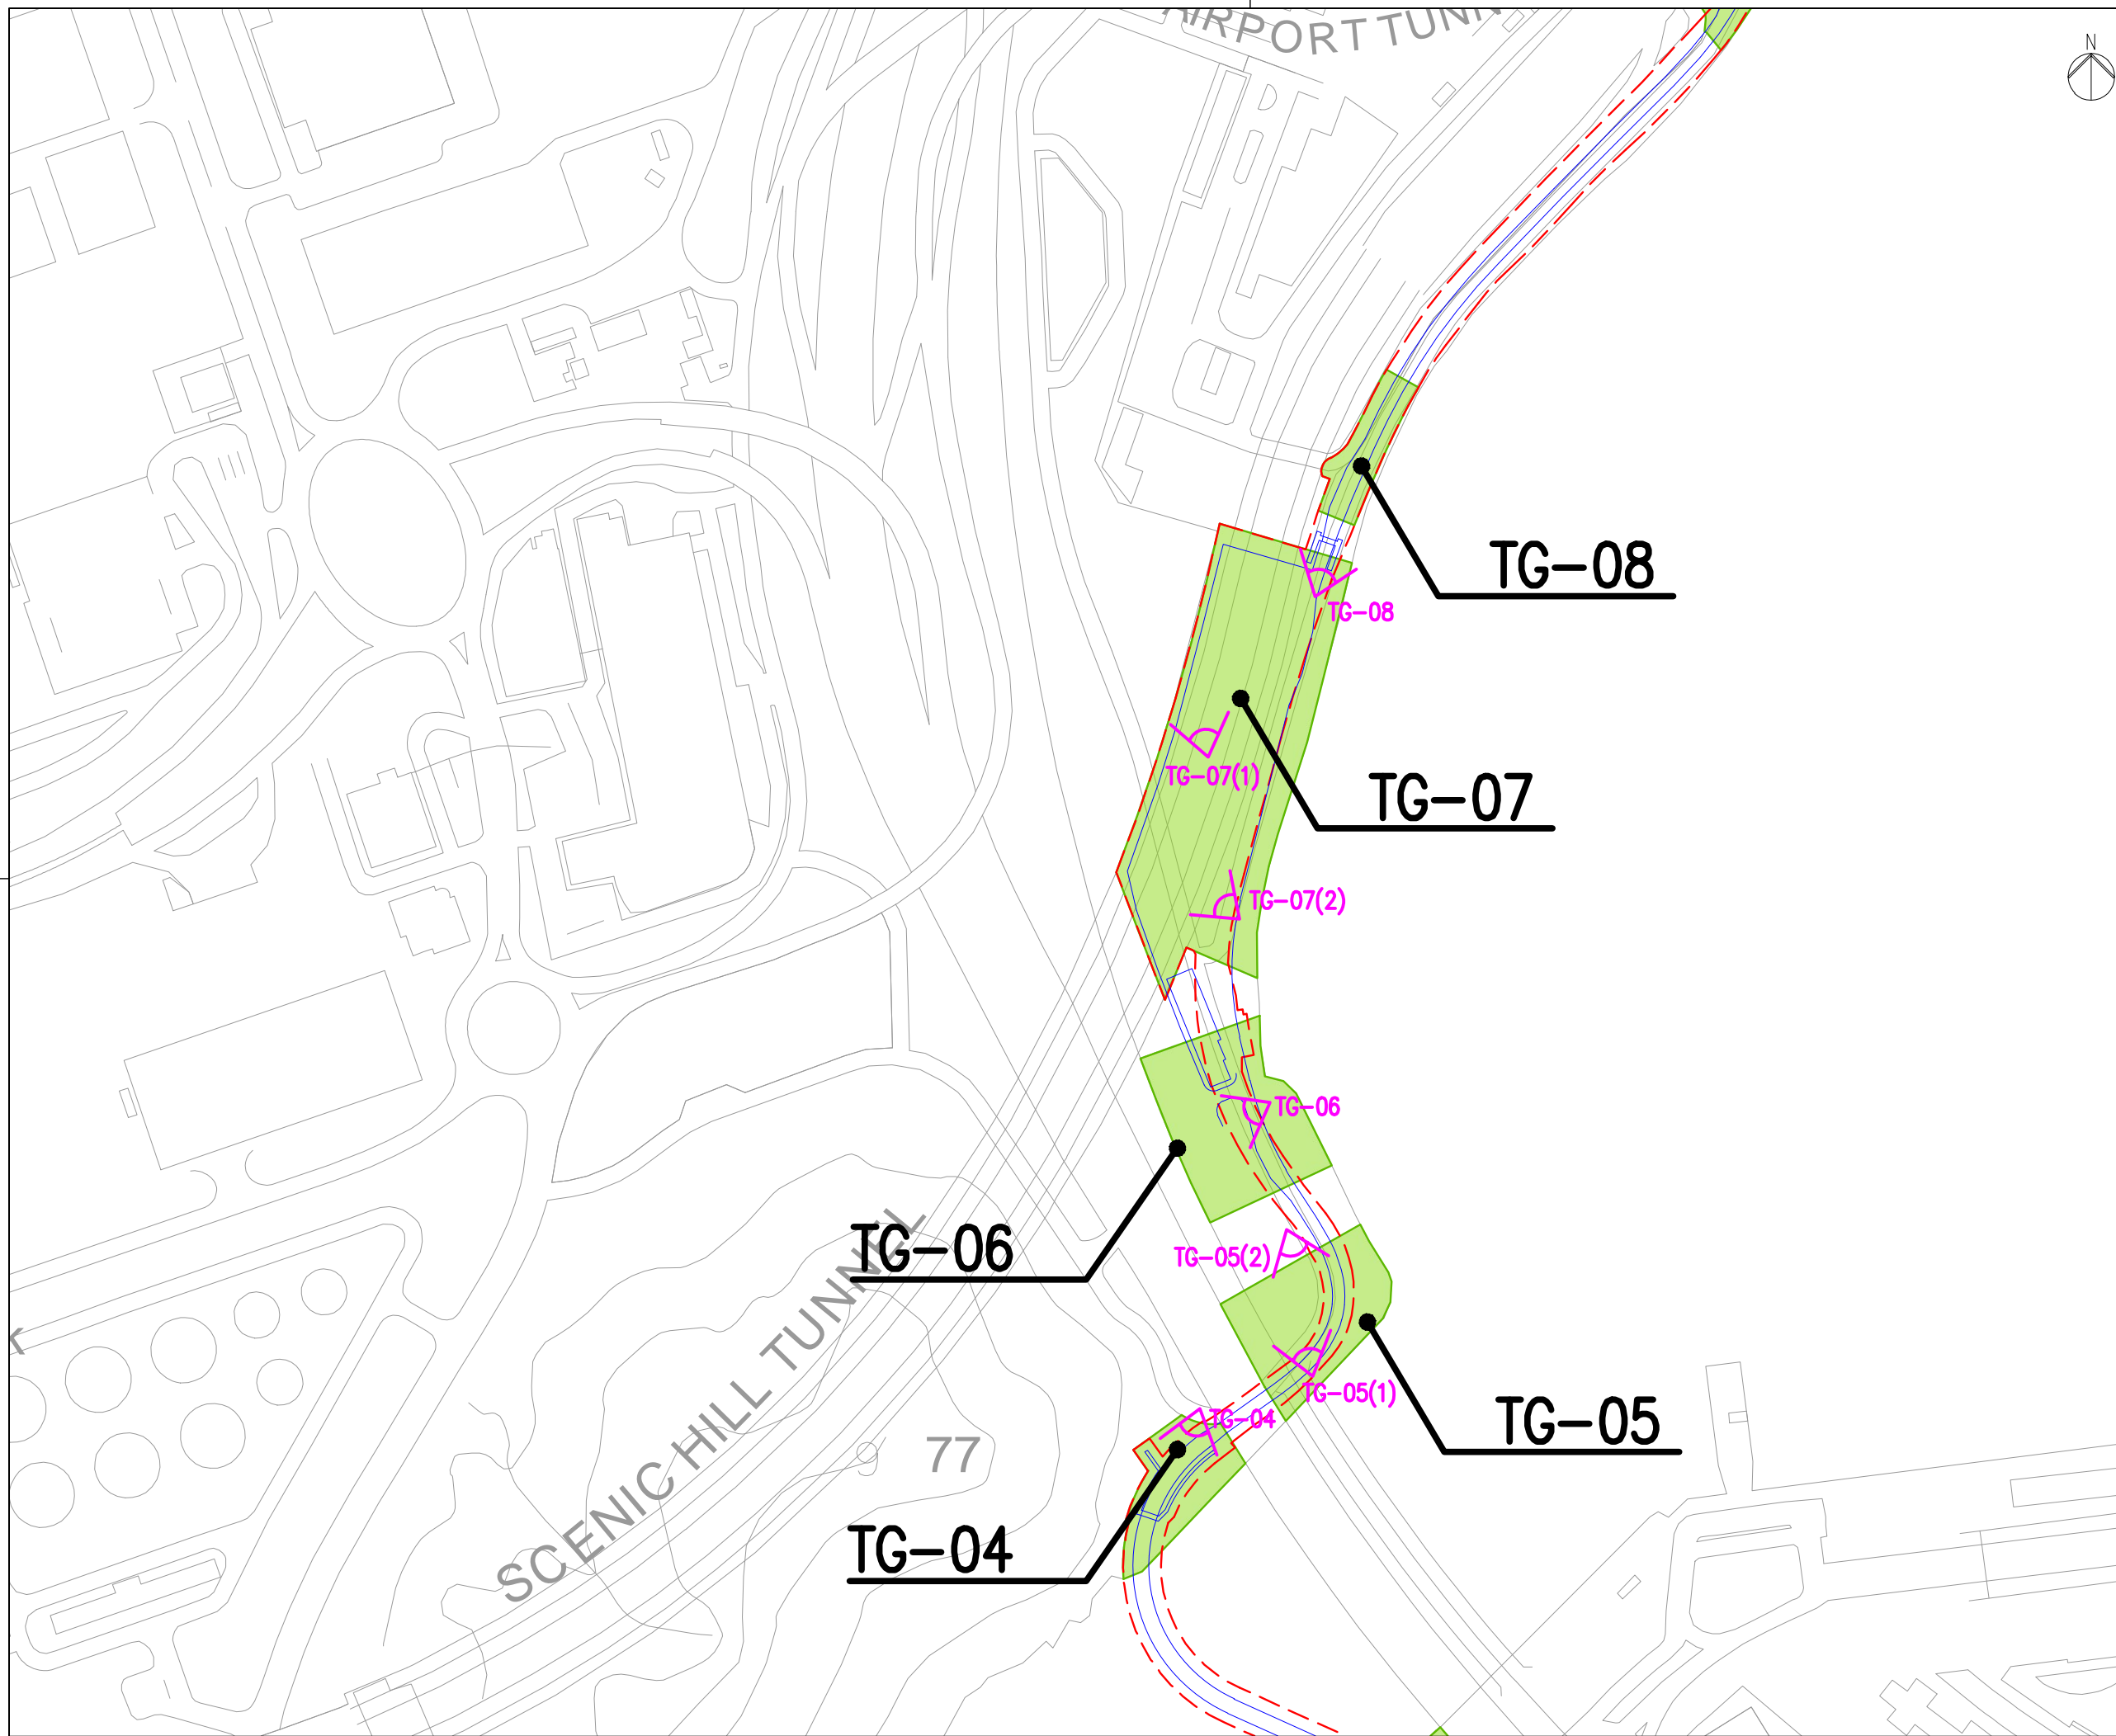 AIRPORT TUNN
N
TG-08
TG-08
TG-07
TG-07(1)
TG-07(2)
TG-06
TG-06
TG-05(2)
TG-05(1)
TG-05
TG-04
TG-04
SCENIC HILL TUNNEL
77